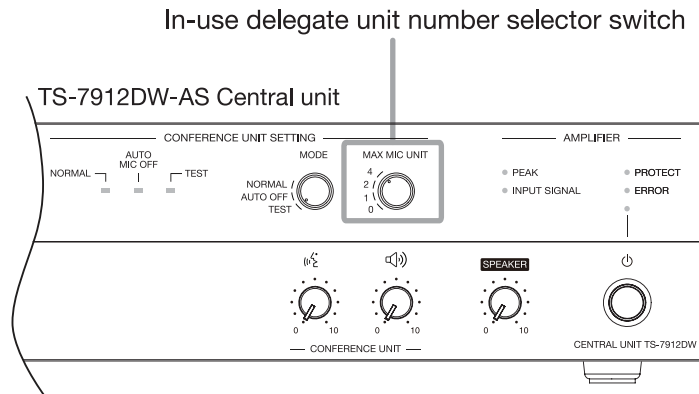 In-use delegate unit number selector switch
TS-7912DW-AS Central unit
CONFERENCE UNIT SETTING
AMPLIFIER
NORMAL
AUTO
MIC OFF
TEST
MODE
NORMAL
AUTO OFF
TEST
MAX MIC UNIT
4
2
1
0
PEAK
INPUT SIGNAL
PROTECT
ERROR
SPEAKER
0 10
0 10
0 10
CONFERENCE UNIT
CENTRAL UNIT TS-7912DW